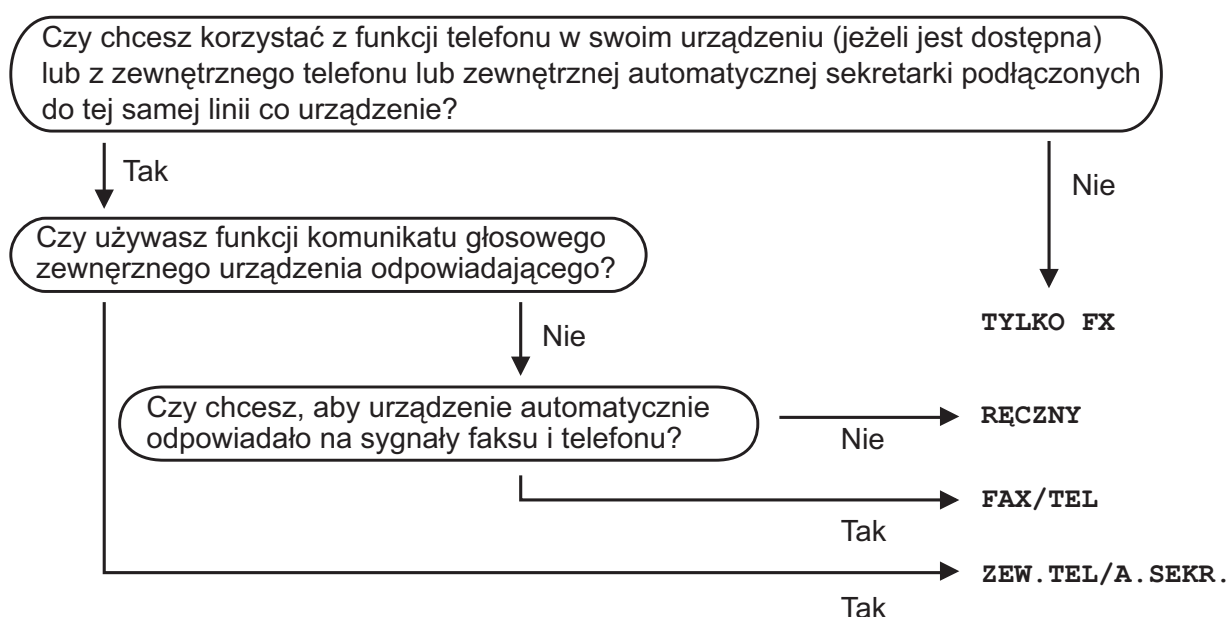 Czy chcesz korzystać z funkcji telefonu w swoim urządzeniu (jeżeli jest dostępna)
lub z zewnętrznego telefonu lub zewnętrznej automatycznej sekretarki podłączonych
do tej samej linii co urządzenie?
Tak
Nie
Czy używasz funkcji komunikatu głosowego
zewnęrznego urządzenia odpowiadającego?
TYLKO FX
Nie
Czy chcesz, aby urządzenie automatycznie
odpowiadało na sygnały faksu i telefonu?
Nie
RĘCZNY
FAX/TEL
Tak
ZEW.TEL/A.SEKR.
Tak